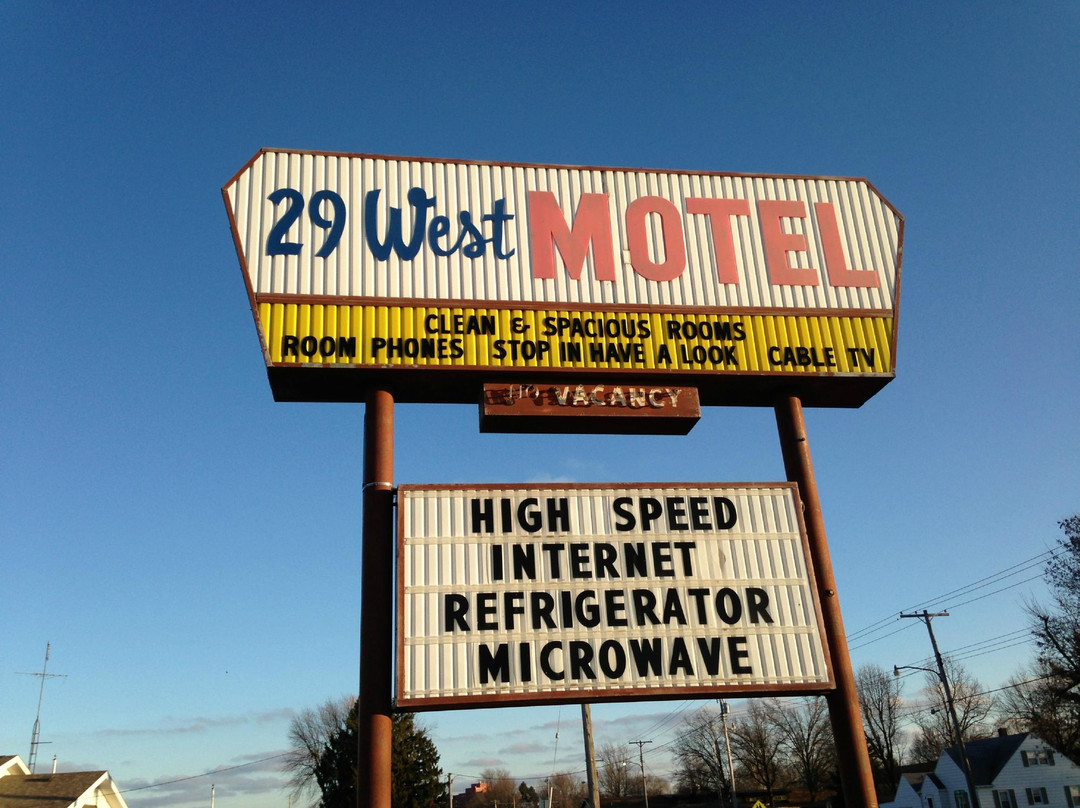 29 West MOTEL
CLEAN & SPACIOUS ROOMS
ROOM PHONES STOP IN HAVE A LOOK CABLE TV
VACANCY
HIGH SPEED
INTERNET
REFRIGERATOR
MICROWAVE